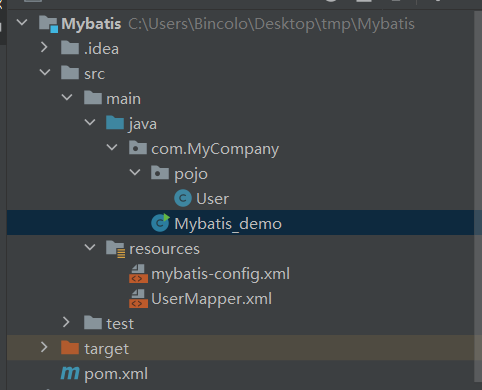 Mybatis C:\Users\Bincolo\Desktop\tmp\Mybatis
.idea
src
main
java
com.MyCompany
pojo
User
Mybatis_demo
resources
mybatis-config.xml
UserMapper.xml
test
target
pom.xml